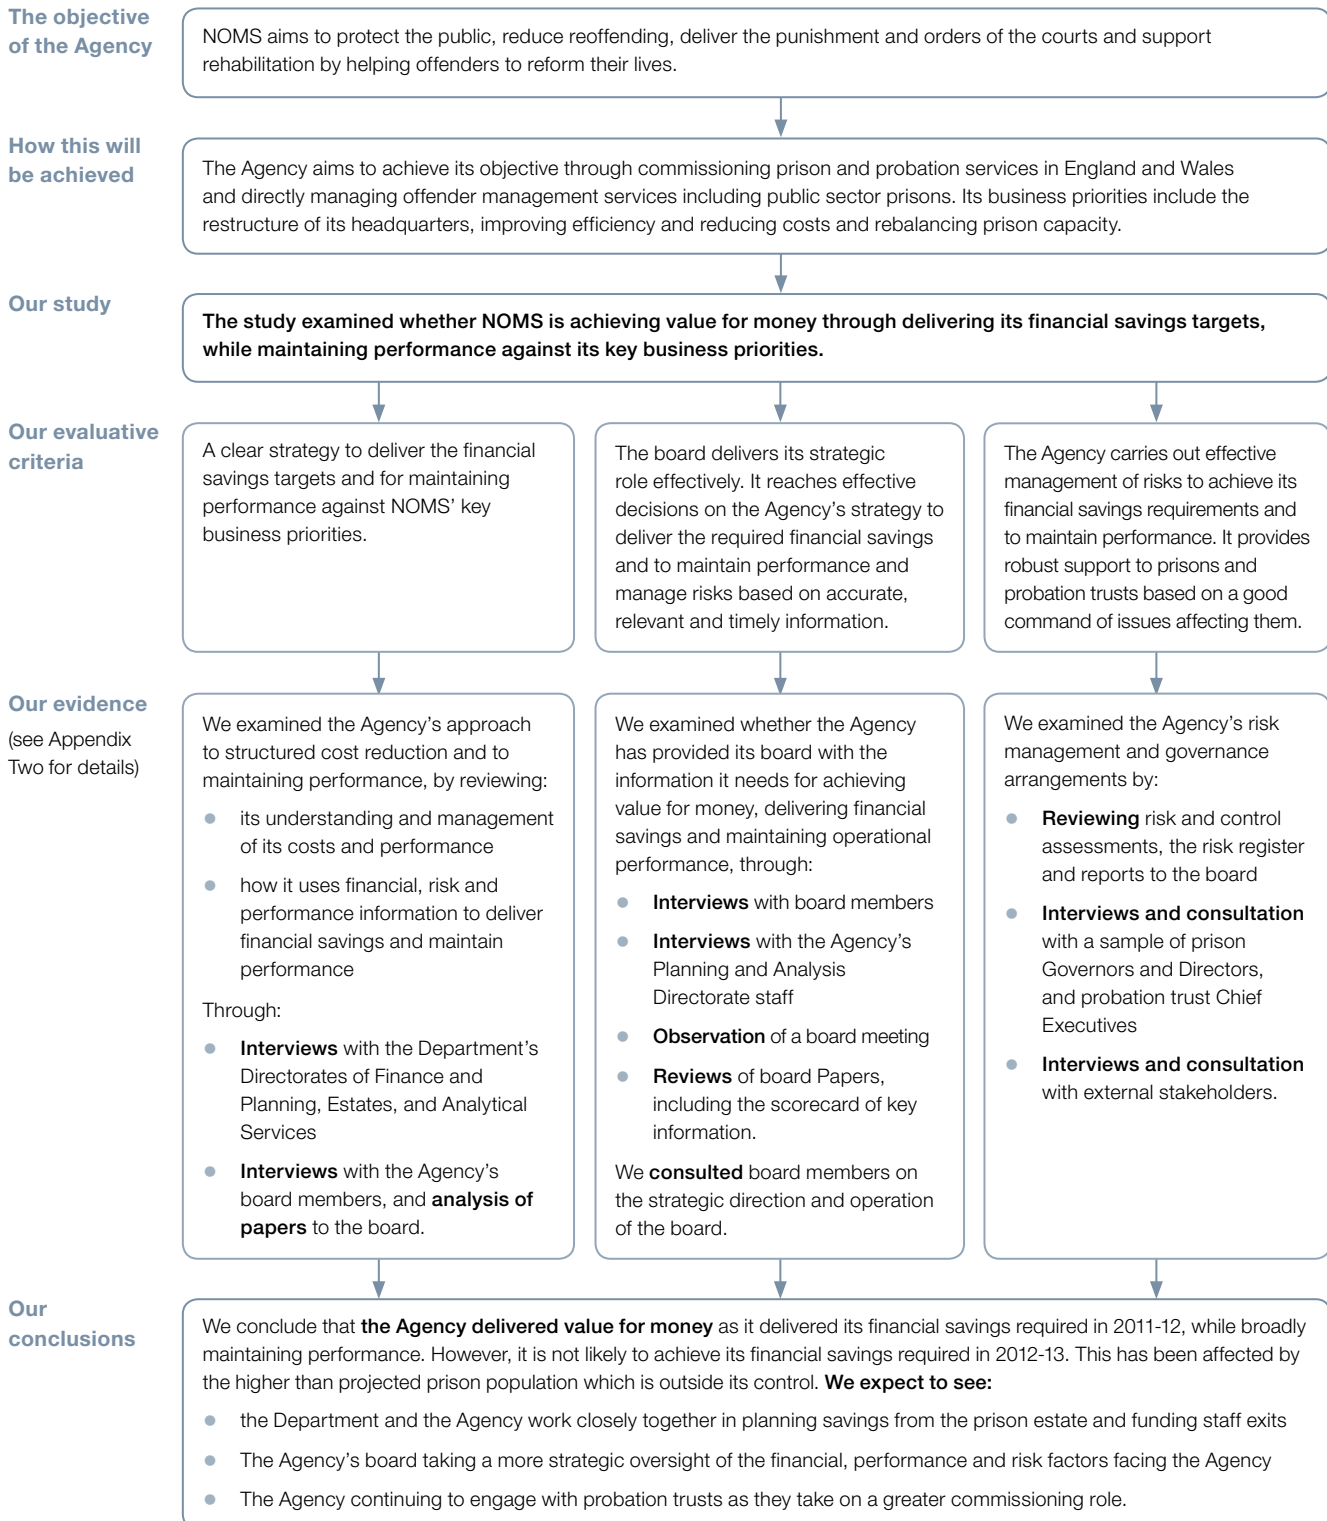 The objective
of the Agency
NOMS aims to protect the public, reduce reoffending, deliver the punishment and orders of the courts and support
rehabilitation by helping offenders to reform their lives.
How this will
be achieved
The Agency aims to achieve its objective through commissioning prison and probation services in England and Wales
and directly managing offender management services including public sector prisons. Its business priorities include the
restructure of its headquarters, improving efficiency and reducing costs and rebalancing prison capacity.
Our study
The study examined whether NOMS is achieving value for money through delivering its financial savings targets,
while maintaining performance against its key business priorities.
Our evaluative
criteria
A clear strategy to deliver the financial
savings targets and for maintaining
performance against NOMS' key
business priorities.
The board delivers its strategic
role effectively. It reaches effective
decisions on the Agency's strategy to
deliver the required financial savings
and to maintain performance and
manage risks based on accurate,
relevant and timely information.
The Agency carries out effective
management of risks to achieve its
financial savings requirements and
to maintain performance. It provides
robust support to prisons and
probation trusts based on a good
command of issues affecting them.
Our evidence
(see Appendix
Two for details)
We examined the Agency's approach
to structured cost reduction and to
maintaining performance, by reviewing:
● its understanding and management
of its costs and performance
● how it uses financial, risk and
performance information to deliver
financial savings and maintain
performance
Through:
● Interviews with the Department's
Directorates of Finance and
Planning, Estates, and Analytical
Services
● Interviews with the Agency's
board members, and analysis of
papers to the board.
We examined whether the Agency
has provided its board with the
information it needs for achieving
value for money, delivering financial
savings and maintaining operational
performance, through:
● Interviews with board members
● Interviews with the Agency's
Planning and Analysis
Directorate staff
● Observation of a board meeting
● Reviews of board Papers,
including the scorecard of key
information.
We consulted board members on
the strategic direction and operation
of the board.
We examined the Agency's risk
management and governance
arrangements by:
● Reviewing risk and control
assessments, the risk register
and reports to the board
● Interviews and consultation
with a sample of prison
Governors and Directors,
and probation trust Chief
Executives
● Interviews and consultation
with external stakeholders.
Our
conclusions
We conclude that the Agency delivered value for money as it delivered its financial savings required in 2011-12, while broadly
maintaining performance. However, it is not likely to achieve its financial savings required in 2012-13. This has been affected by
the higher than projected prison population which is outside its control. We expect to see:
● the Department and the Agency work closely together in planning savings from the prison estate and funding staff exits
● The Agency's board taking a more strategic oversight of the financial, performance and risk factors facing the Agency
● The Agency continuing to engage with probation trusts as they take on a greater commissioning role.